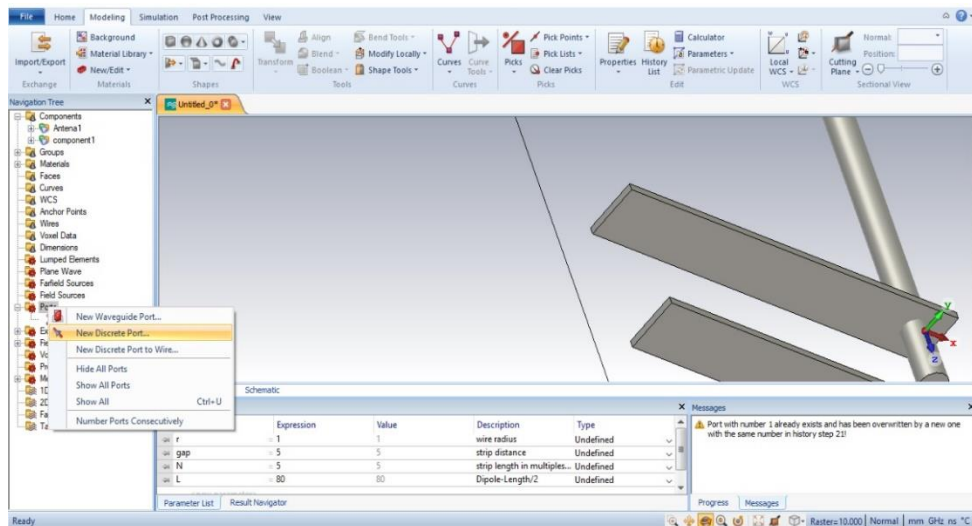 File Home Modeling Simulation Post Processing View
Background
Material Library
New/Edit
Import/Export
Exchange
Materials
Shapes
Transform
Align
Blend
Boolean
Bend Tools
Modify Locally
Shape Tools
Tools
Curves
Curve Tools
Curves
Picks
Pick Points
Pick Lists
Clear Picks
Picks
Properties
History List
Calculator
Parameters
Parametric Update
Edit
Local WCS
WCS
Cutting Plane
Normal:
Position:
Sectional View
Navigation Tree
Untitled_0*
Components
Antena1
component1
Groups
Materials
Faces
Curves
WCS
Anchor Points
Wires
Voxel Data
Dimensions
Lumped Elements
Plane Wave
Farfield Sources
Field Sources
New Waveguide Port...
New Discrete Port...
New Discrete Port to Wire...
Hide All Ports
Show All Ports
Show All Ctrl+U
Number Ports Consecutively
y
x
z
Schematic
Expression Value Description Type
r = 1 1 wire radius Undefined
gap = 5 5 strip distance Undefined
N = 5 5 strip length in multiples... Undefined
L = 80 80 Dipole-Length/2 Undefined
Parameter List Result Navigator
Messages
Port with number 1 already exists and has been overwritten by a new one
with the same number in history step 21!
Progress Messages
Ready
Raster=10.000 Normal mm GHz ns °C